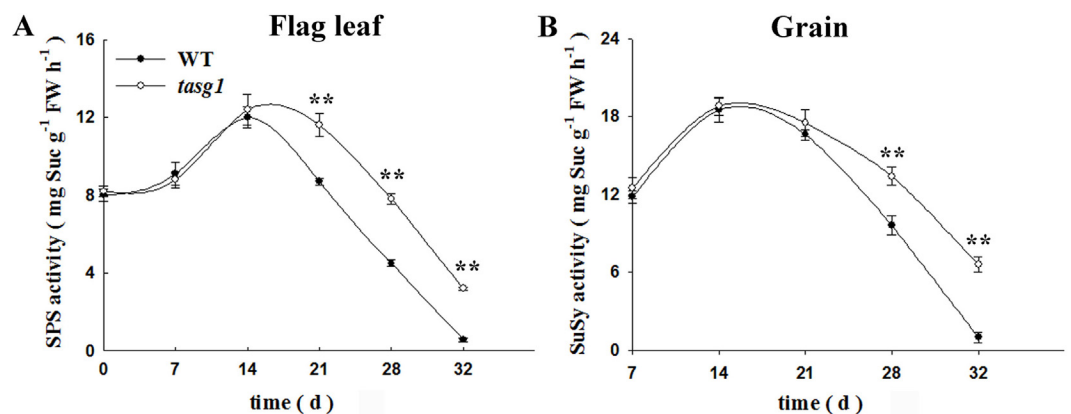 A
Flag leaf
SPS activity ( mg Suc g⁻¹ FW h⁻¹ )
16
12
8
4
0
WT
tasg1
**
**
**
0 7 14 21 28 32
time ( d )
B
Grain
SuSy activity ( mg Suc g⁻¹ FW h⁻¹ )
24
18
12
6
0
**
**
7 14 21 28 32
time ( d )